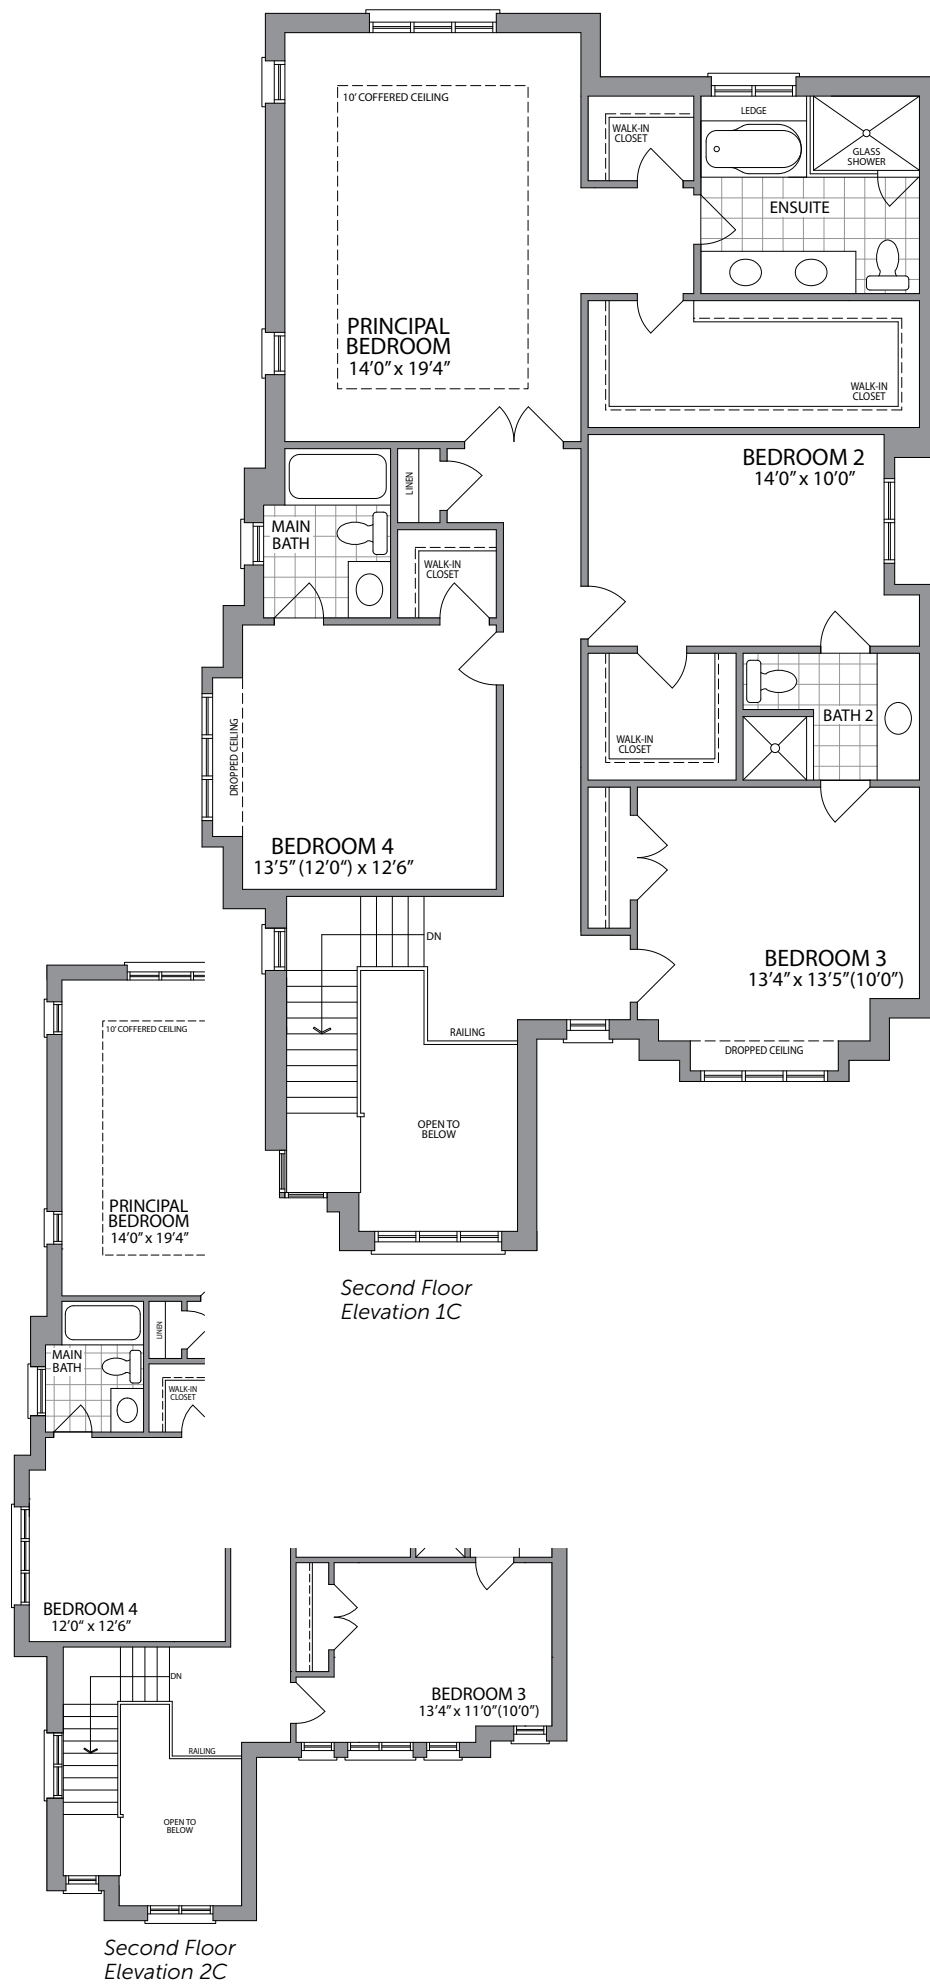 10' COFFERED CEILING
PRINCIPAL
BEDROOM
14'0" x 19'4"
WALK-IN
CLOSET
LEDGE
GLASS
SHOWER
ENSUITE
WALK-IN
CLOSET
BEDROOM 2
14'0" x 10'0"
LINEN
MAIN
BATH
WALK-IN
CLOSET
WALK-IN
CLOSET
BATH 2
DROPPED CEILING
BEDROOM 4
13'5" (12'0") x 12'6"
DN
RAILING
OPEN TO
BELOW
BEDROOM 3
13'4" x 13'5"(10'0")
DROPPED CEILING
Second Floor
Elevation 1C
10' COFFERED CEILING
PRINCIPAL
BEDROOM
14'0" x 19'4"
LINEN
MAIN
BATH
WALK-IN
CLOSET
BEDROOM 4
12'0" x 12'6"
DN
RAILING
OPEN TO
BELOW
BEDROOM 3
13'4" x 11'0"(10'0")
Second Floor
Elevation 2C